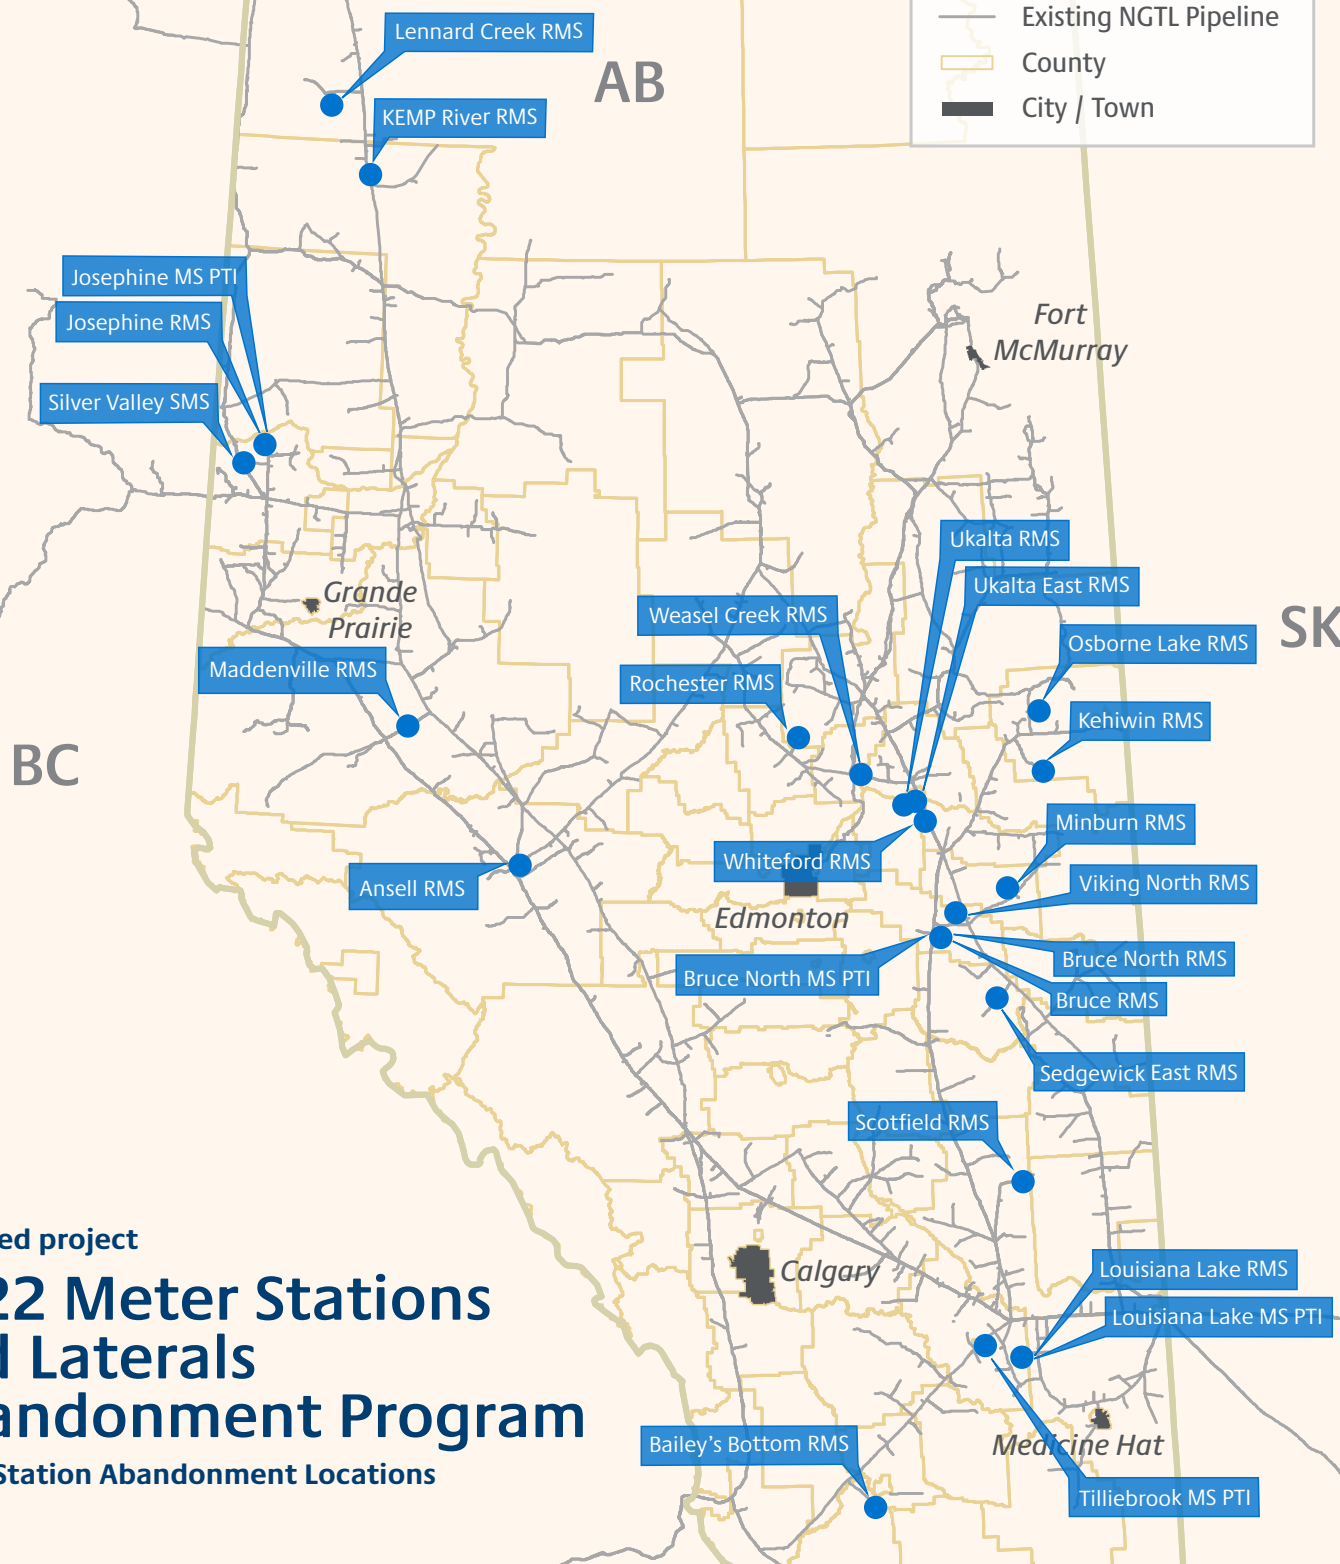 Existing NGTL Pipeline
County
City / Town
Lennard Creek RMS
AB
KEMP River RMS
Josephine MS PTI
Josephine RMS
Silver Valley SMS
Fort
McMurray
Ukalta RMS
Ukalta East RMS
Grande
Prairie
Weasel Creek RMS
SK
Osborne Lake RMS
Maddenville RMS
Rochester RMS
Kehiwin RMS
BC
Minburn RMS
Whiteford RMS
Ansell RMS
Viking North RMS
Edmonton
Bruce North RMS
Bruce North MS PTI
Bruce RMS
Sedgewick East RMS
Scotfield RMS
ed project
22 Meter Stations
d Laterals
andonment Program
Station Abandonment Locations
Calgary
Louisiana Lake RMS
Louisiana Lake MS PTI
Bailey's Bottom RMS
Medicine Hat
Tilliebrook MS PTI